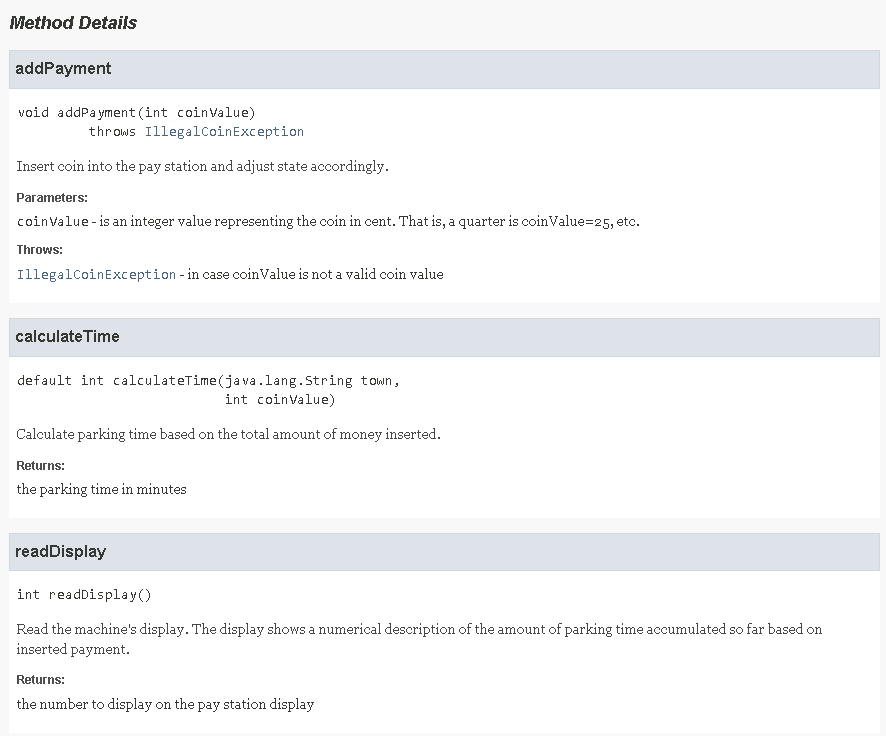 Method Details
addPayment
void addPayment(int coinValue)
throws IllegalCoinException
Insert coin into the pay station and adjust state accordingly.
Parameters:
coinValue - is an integer value representing the coin in cent. That is, a quarter is coinValue=25, etc.
Throws:
IllegalCoinException - in case coinValue is not a valid coin value
calculateTime
default int calculateTime(java.lang.String town,
int coinValue)
Calculate parking time based on the total amount of money inserted.
Returns:
the parking time in minutes
readDisplay
int readDisplay()
Read the machine's display. The display shows a numerical description of the amount of parking time accumulated so far based on
inserted payment.
Returns:
the number to display on the pay station display